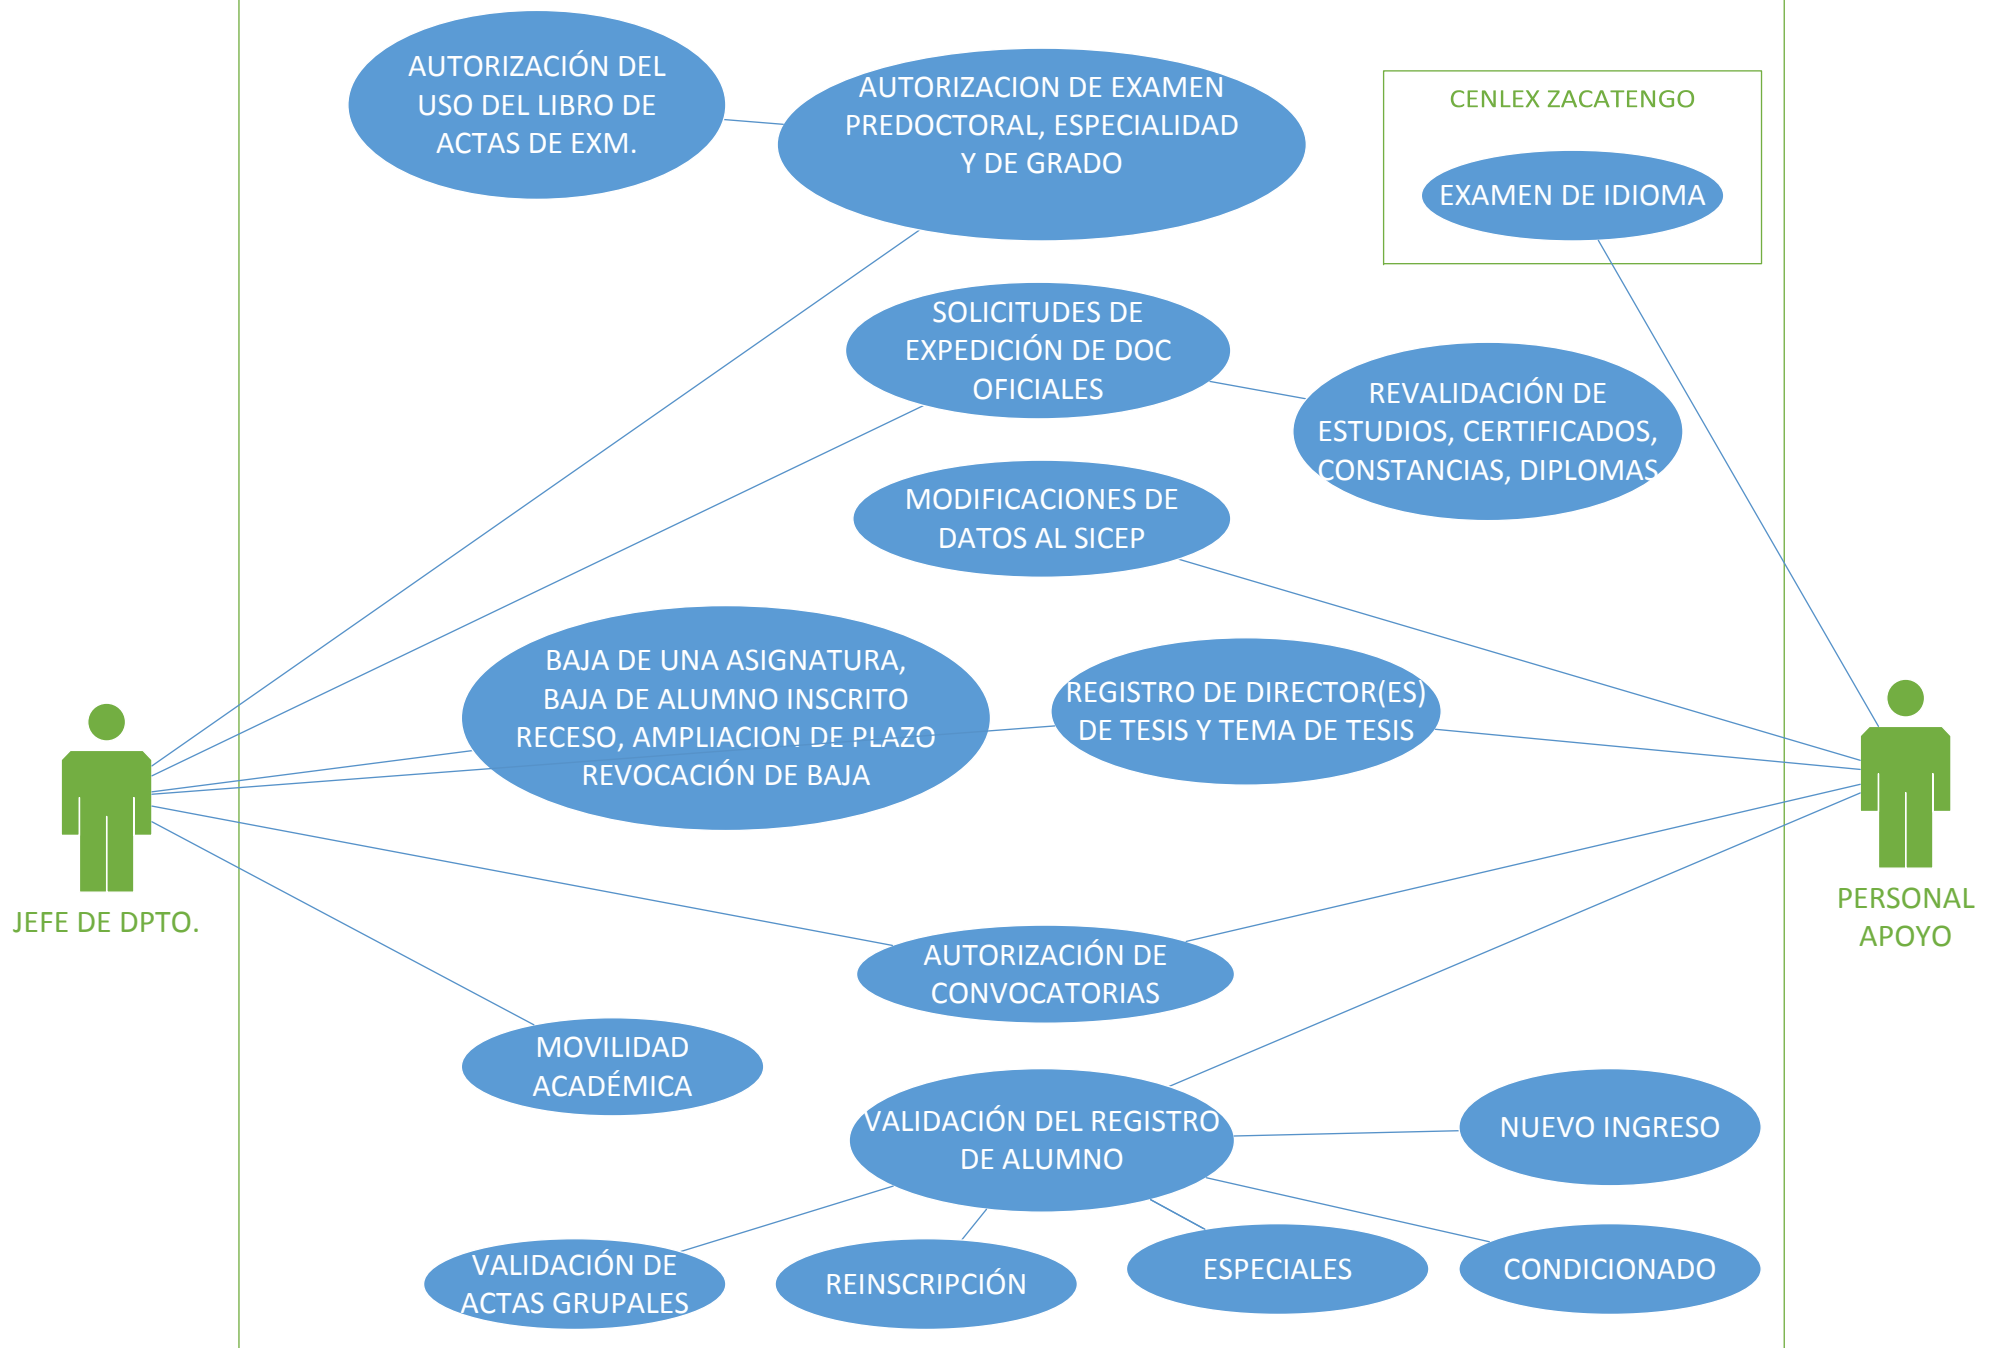 AUTORIZACIÓN DEL
USO DEL LIBRO DE
ACTAS DE EXM.
AUTORIZACION DE EXAMEN
PREDOCTORAL, ESPECIALIDAD
Y DE GRADO
CENLEX ZACATENGO
EXAMEN DE IDIOMA
SOLICITUDES DE
EXPEDICIÓN DE DOC
OFICIALES
REVALIDACIÓN DE
ESTUDIOS, CERTIFICADOS,
CONSTANCIAS, DIPLOMAS
MODIFICACIONES DE
DATOS AL SICEP
BAJA DE UNA ASIGNATURA,
BAJA DE ALUMNO INSCRITO
RECESO, AMPLIACION DE PLAZO
REVOCACIÓN DE BAJA
REGISTRO DE DIRECTOR(ES)
DE TESIS Y TEMA DE TESIS
JEFE DE DPTO.
PERSONAL
APOYO
AUTORIZACIÓN DE
CONVOCATORIAS
MOVILIDAD
ACADÉMICA
VALIDACIÓN DEL REGISTRO
DE ALUMNO
NUEVO INGRESO
VALIDACIÓN DE
ACTAS GRUPALES
REINSCRIPCIÓN
ESPECIALES
CONDICIONADO